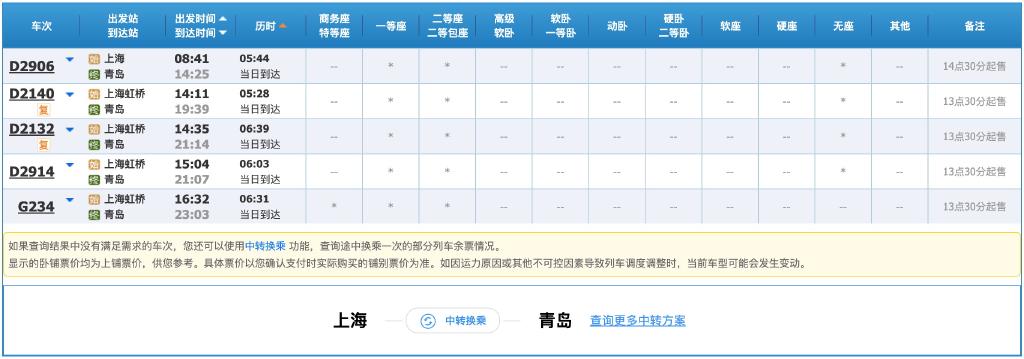 车次 出发站 出发时间 历时 商务座 一等座 二等座 高级 软卧 动卧 硬卧 软座 硬座 无座 其他 备注
到达站 到达时间 特等座 二等包座 软卧 一等卧 二等卧
D2906 始 上海 08:41 05:44 -- * * -- -- -- -- -- -- * -- 14点30分起售
终 青岛 14:25 当日到达
D2140 始 上海虹桥 14:11 05:28 -- * * -- -- -- -- -- -- * -- 13点30分起售
复 终 青岛 19:39 当日到达
D2132 始 上海虹桥 14:35 06:39 -- * * -- -- -- -- -- -- * -- 13点30分起售
复 终 青岛 21:14 当日到达
D2914 始 上海虹桥 15:04 06:03 -- * * -- -- -- -- -- -- * -- 13点30分起售
终 青岛 21:07 当日到达
G234 始 上海虹桥 16:32 06:31 * * * -- -- -- -- -- -- -- -- 13点30分起售
终 青岛 23:03 当日到达
如果查询结果中没有满足需求的车次，您还可以使用中转换乘 功能，查询途中换乘一次的部分列车余票情况。
显示的卧铺票价均为上铺票价，供您参考。具体票价以您确认支付时实际购买的铺别票价为准。如因运力原因或其他不可控因素导致列车调度调整时，当前车型可能会发生变动。
上海 中转换乘 青岛 查询更多中转方案